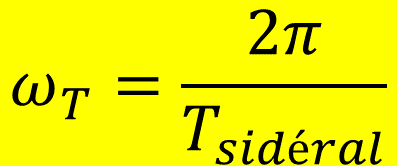 ω_T = 2π / T_sidéral